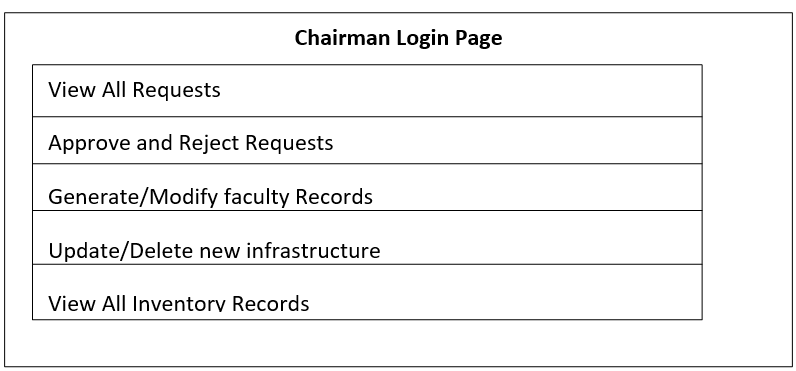 Chairman Login Page
View All Requests
Approve and Reject Requests
Generate/Modify faculty Records
Update/Delete new infrastructure
View All Inventory Records